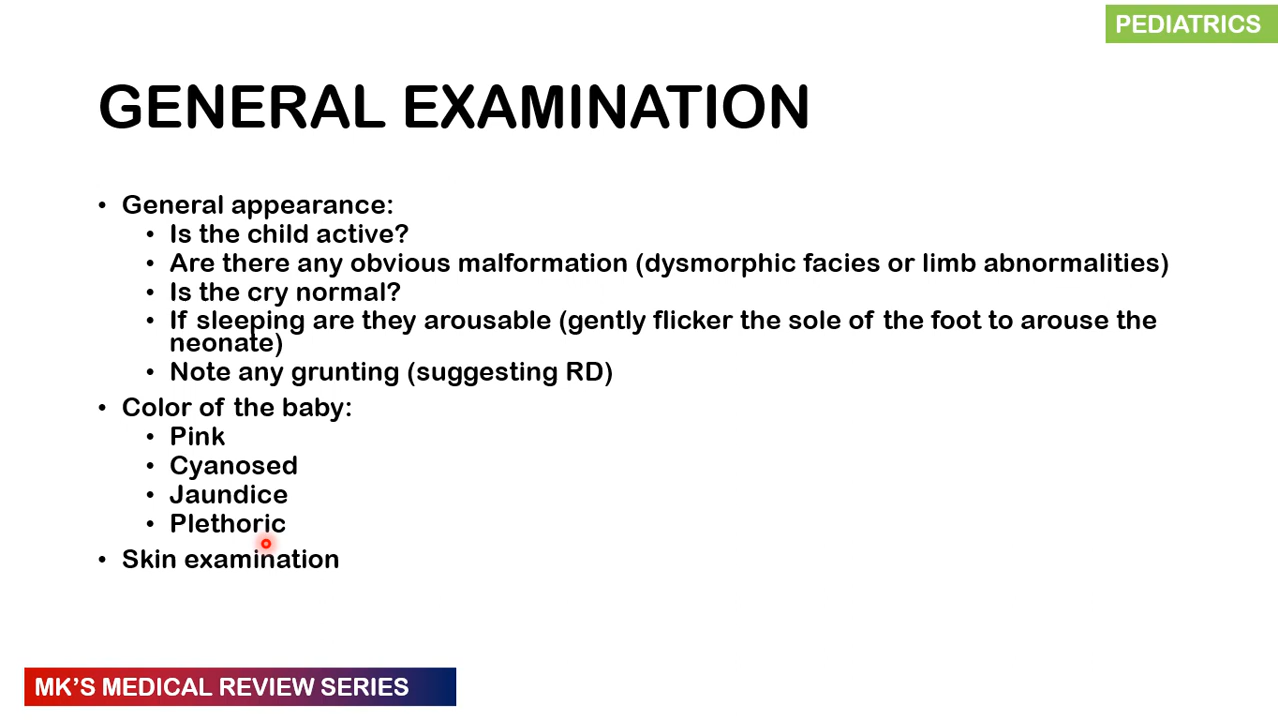 PEDIATRICS
GENERAL EXAMINATION
• General appearance:
• Is the child active?
• Are there any obvious malformation (dysmorphic facies or limb abnormalities)
• Is the cry normal?
• If sleeping are they arousable (gently flicker the sole of the foot to arouse the
neonate)
• Note any grunting (suggesting RD)
• Color of the baby:
• Pink
• Cyanosed
• Jaundice
• Plethoric
• Skin examination
MK'S MEDICAL REVIEW SERIES